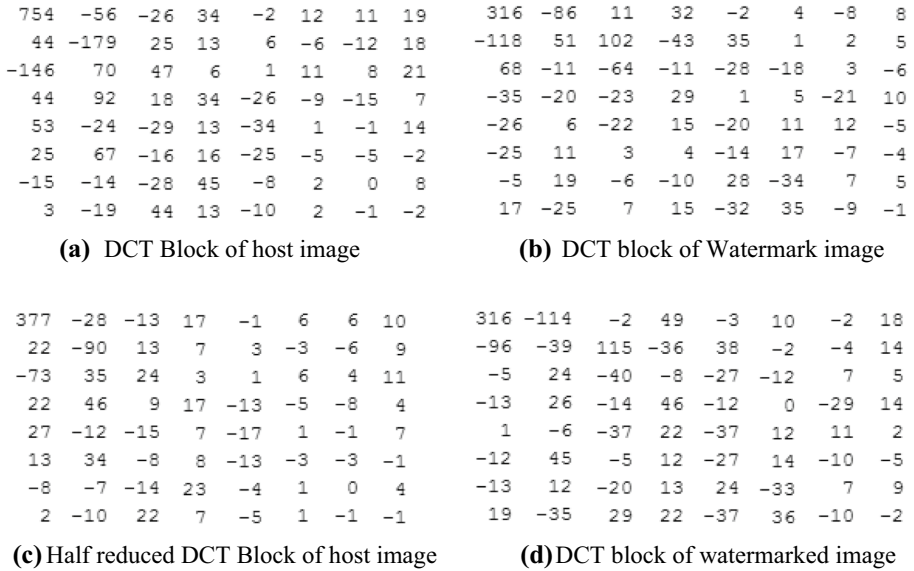 754 -56 -26 34 -2 12 11 19
44 -179 25 13 6 -6 -12 18
-146 70 47 6 1 11 8 21
44 92 18 34 -26 -9 -15 7
53 -24 -29 13 -34 1 -1 14
25 67 -16 16 -25 -5 -5 -2
-15 -14 -28 45 -8 2 0 8
3 -19 44 13 -10 2 -1 -2
(a) DCT Block of host image
316 -86 11 32 -2 4 -8 8
-118 51 102 -43 35 1 2 5
68 -11 -64 -11 -28 -18 3 -6
-35 -20 -23 29 1 5 -21 10
-26 6 -22 15 -20 11 12 -5
-25 11 3 4 -14 17 -7 -4
-5 19 -6 -10 28 -34 7 5
17 -25 7 15 -32 35 -9 -1
(b) DCT block of Watermark image
377 -28 -13 17 -1 6 6 10
22 -90 13 7 3 -3 -6 9
-73 35 24 3 1 6 4 11
22 46 9 17 -13 -5 -8 4
27 -12 -15 7 -17 1 -1 7
13 34 -8 8 -13 -3 -3 -1
-8 -7 -14 23 -4 1 0 4
2 -10 22 7 -5 1 -1 -1
(c) Half reduced DCT Block of host image
316 -114 -2 49 -3 10 -2 18
-96 -39 115 -36 38 -2 -4 14
-5 24 -40 -8 -27 -12 7 5
-13 26 -14 46 -12 0 -29 14
1 -6 -37 22 -37 12 11 2
-12 45 -5 12 -27 14 -10 -5
-13 12 -20 13 24 -33 7 9
19 -35 29 22 -37 36 -10 -2
(d) DCT block of watermarked image